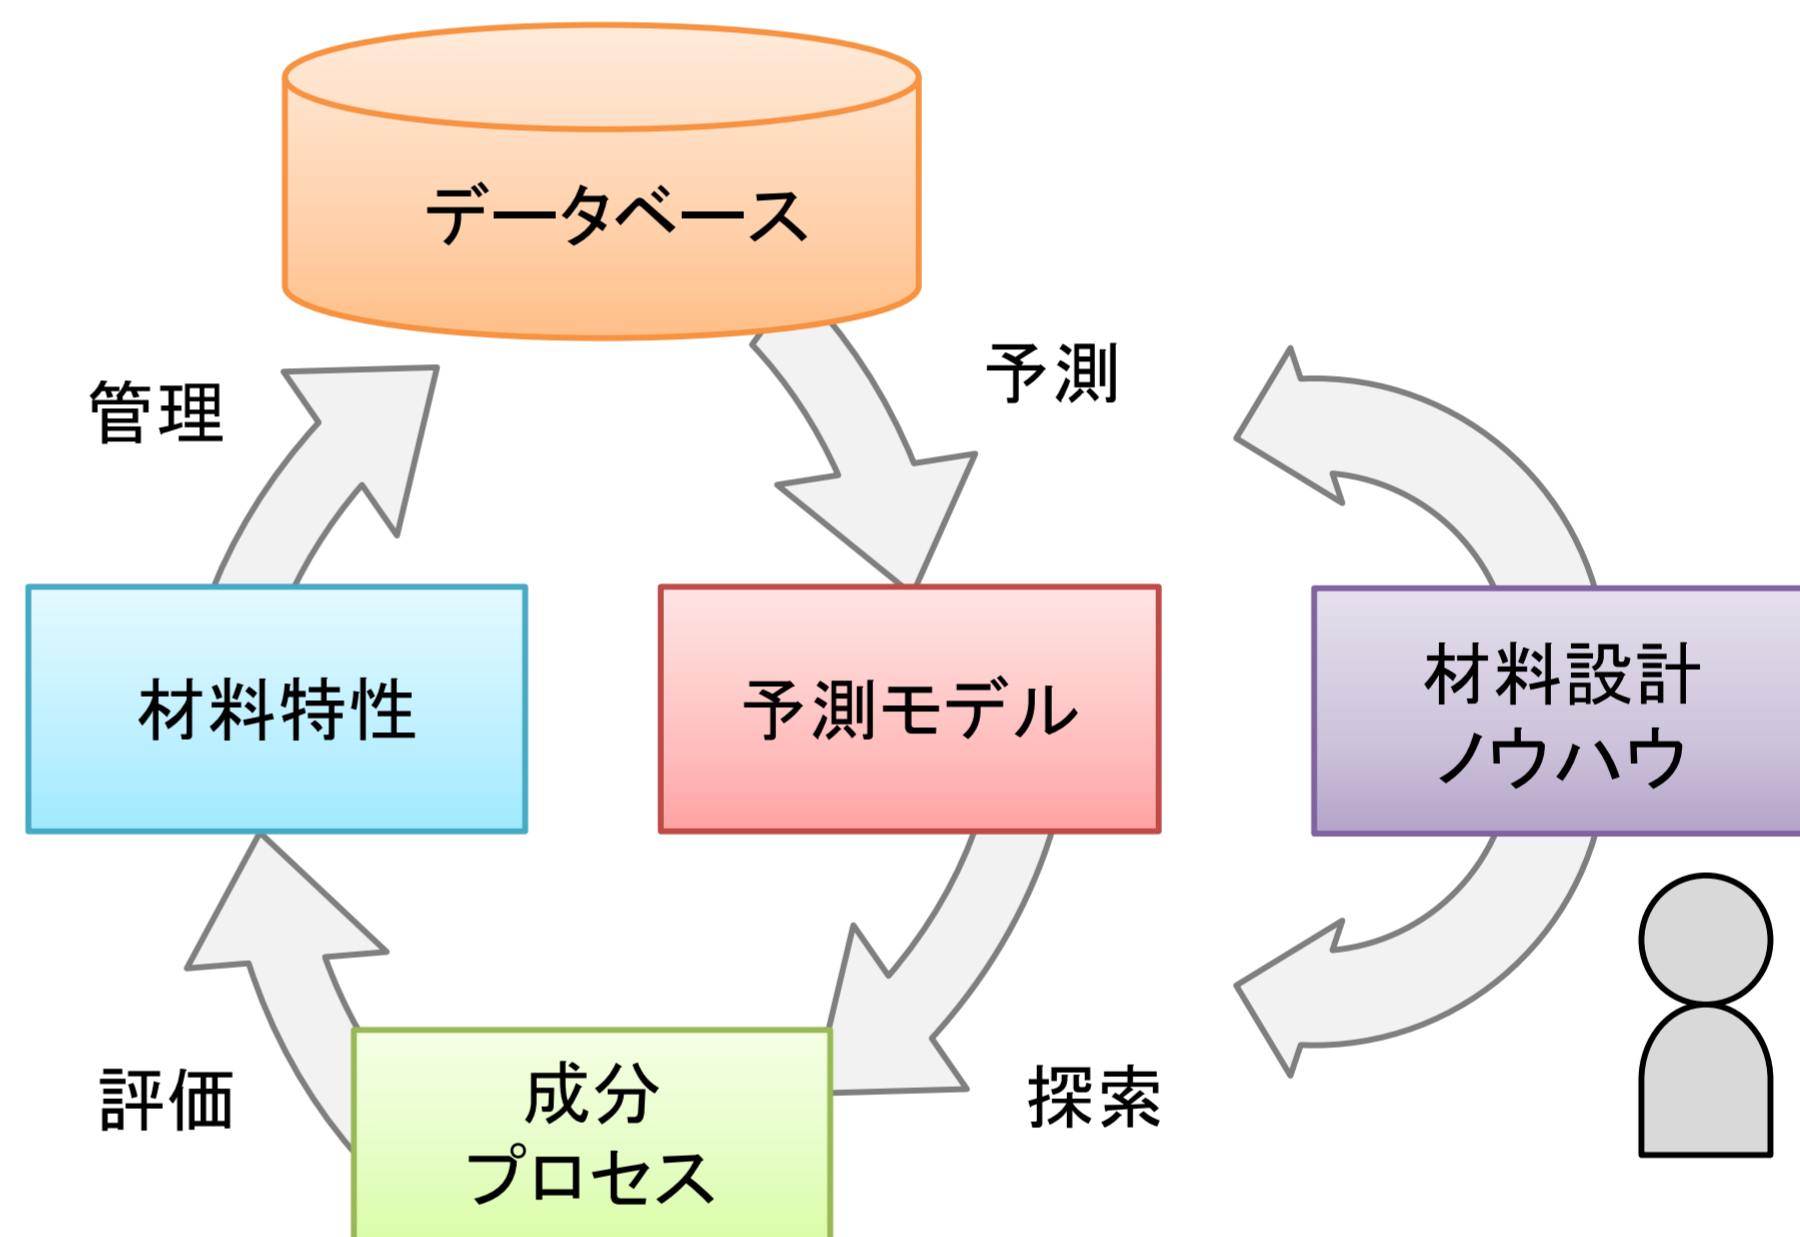 データベース
管理
予測
材料特性
予測モデル
材料設計
ノウハウ
評価
成分
プロセス
探索